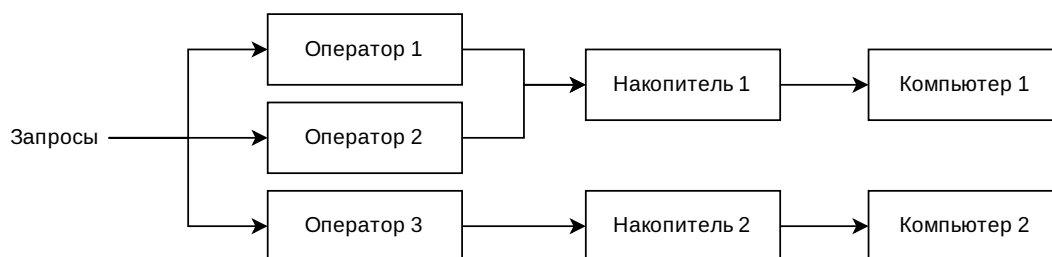 Оператор 1
Накопитель 1
Компьютер 1
Запросы
Оператор 2
Оператор 3
Накопитель 2
Компьютер 2